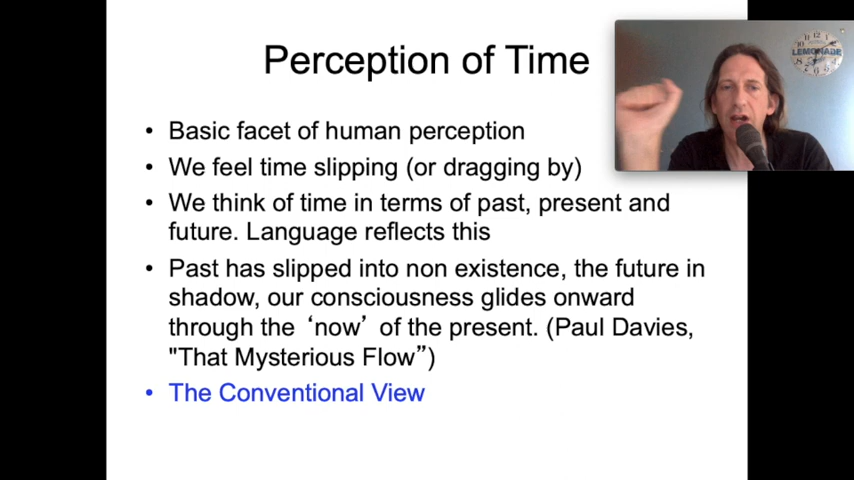 Perception of Time
LEMONADE
• Basic facet of human perception
• We feel time slipping (or dragging by)
• We think of time in terms of past, present and
future. Language reflects this
• Past has slipped into non existence, the future in
shadow, our consciousness glides onward
through the ‘now’ of the present. (Paul Davies,
"That Mysterious Flow”)
• The Conventional View